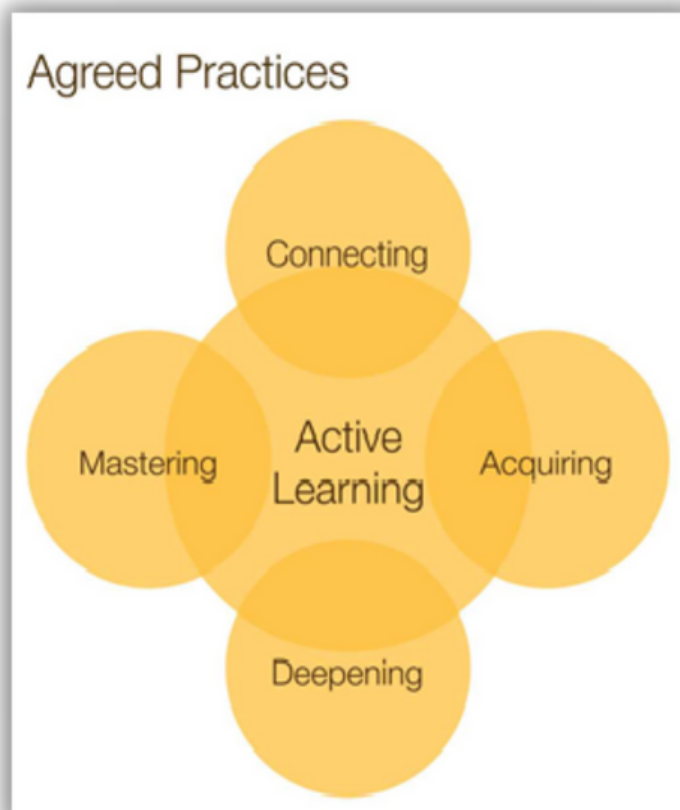 Agreed Practices
Connecting
Mastering
Active
Learning
Acquiring
Deepening